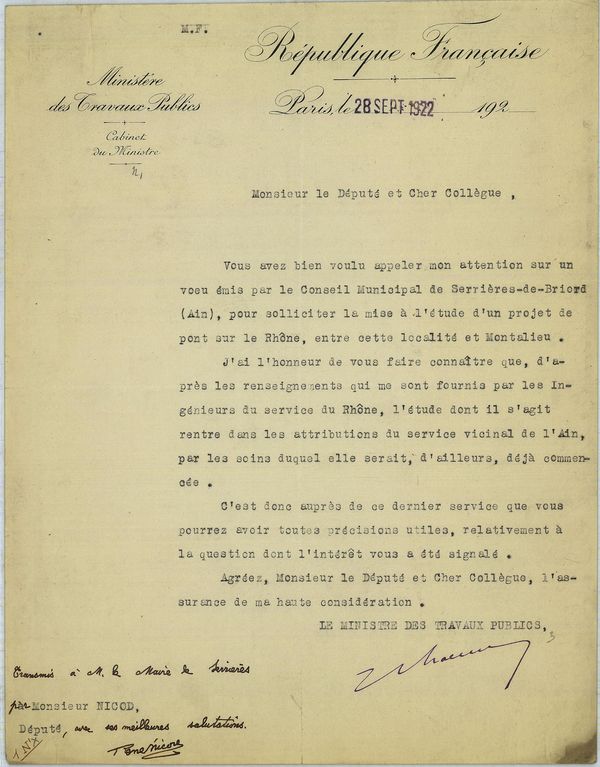 M.F.
République Française
Ministère
des Travaux Publics
Paris, le 28 SEPT 1922 192
Cabinet
du Ministre
Monsieur le Député et Cher Collègue ,
Vous avez bien voulu appeler mon attention sur un
voeu émis par le Conseil Municipal de Serrières-de-Briord
(Ain), pour solliciter la mise à l'étude d'un projet de
pont sur le Rhône, entre cette localité et Montalieu .
J'ai l'honneur de vous faire connaître que, d'a-
près les renseignements qui me sont fournis par les In-
génieurs du service du Rhône, l'étude dont il s'agit
rentre dans les attributions du service vicinal de l'Ain,
par les soins duquel elle serait, d'ailleurs, déjà commen-
cée .
C'est donc auprès de ce dernier service que vous
pourrez avoir toutes précisions utiles, relativement à
la question dont l'intérêt vous a été signalé .
Agréez, Monsieur le Député et Cher Collègue, l'as-
surance de ma haute considération .
LE MINISTRE DES TRAVAUX PUBLICS,
3
Transmis à M. le Maire de Serrières
par Monsieur NICOD,
Député, avec ses meilleures salutations.